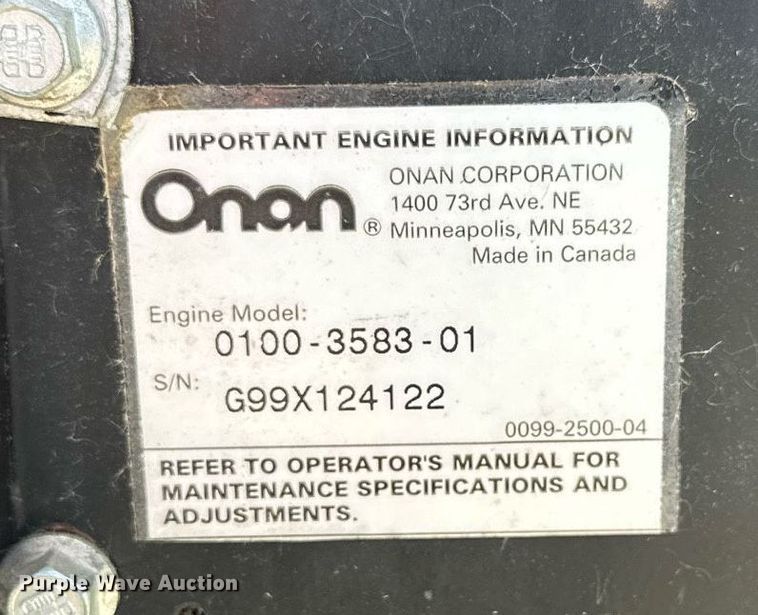 IMPORTANT ENGINE INFORMATION
Onan ®
ONAN CORPORATION
1400 73rd Ave. NE
Minneapolis, MN 55432
Made in Canada
Engine Model:
0100-3583-01
S/N:
G99X124122
0099-2500-04
REFER TO OPERATOR'S MANUAL FOR
MAINTENANCE SPECIFICATIONS AND
ADJUSTMENTS.
Purple Wave Auction